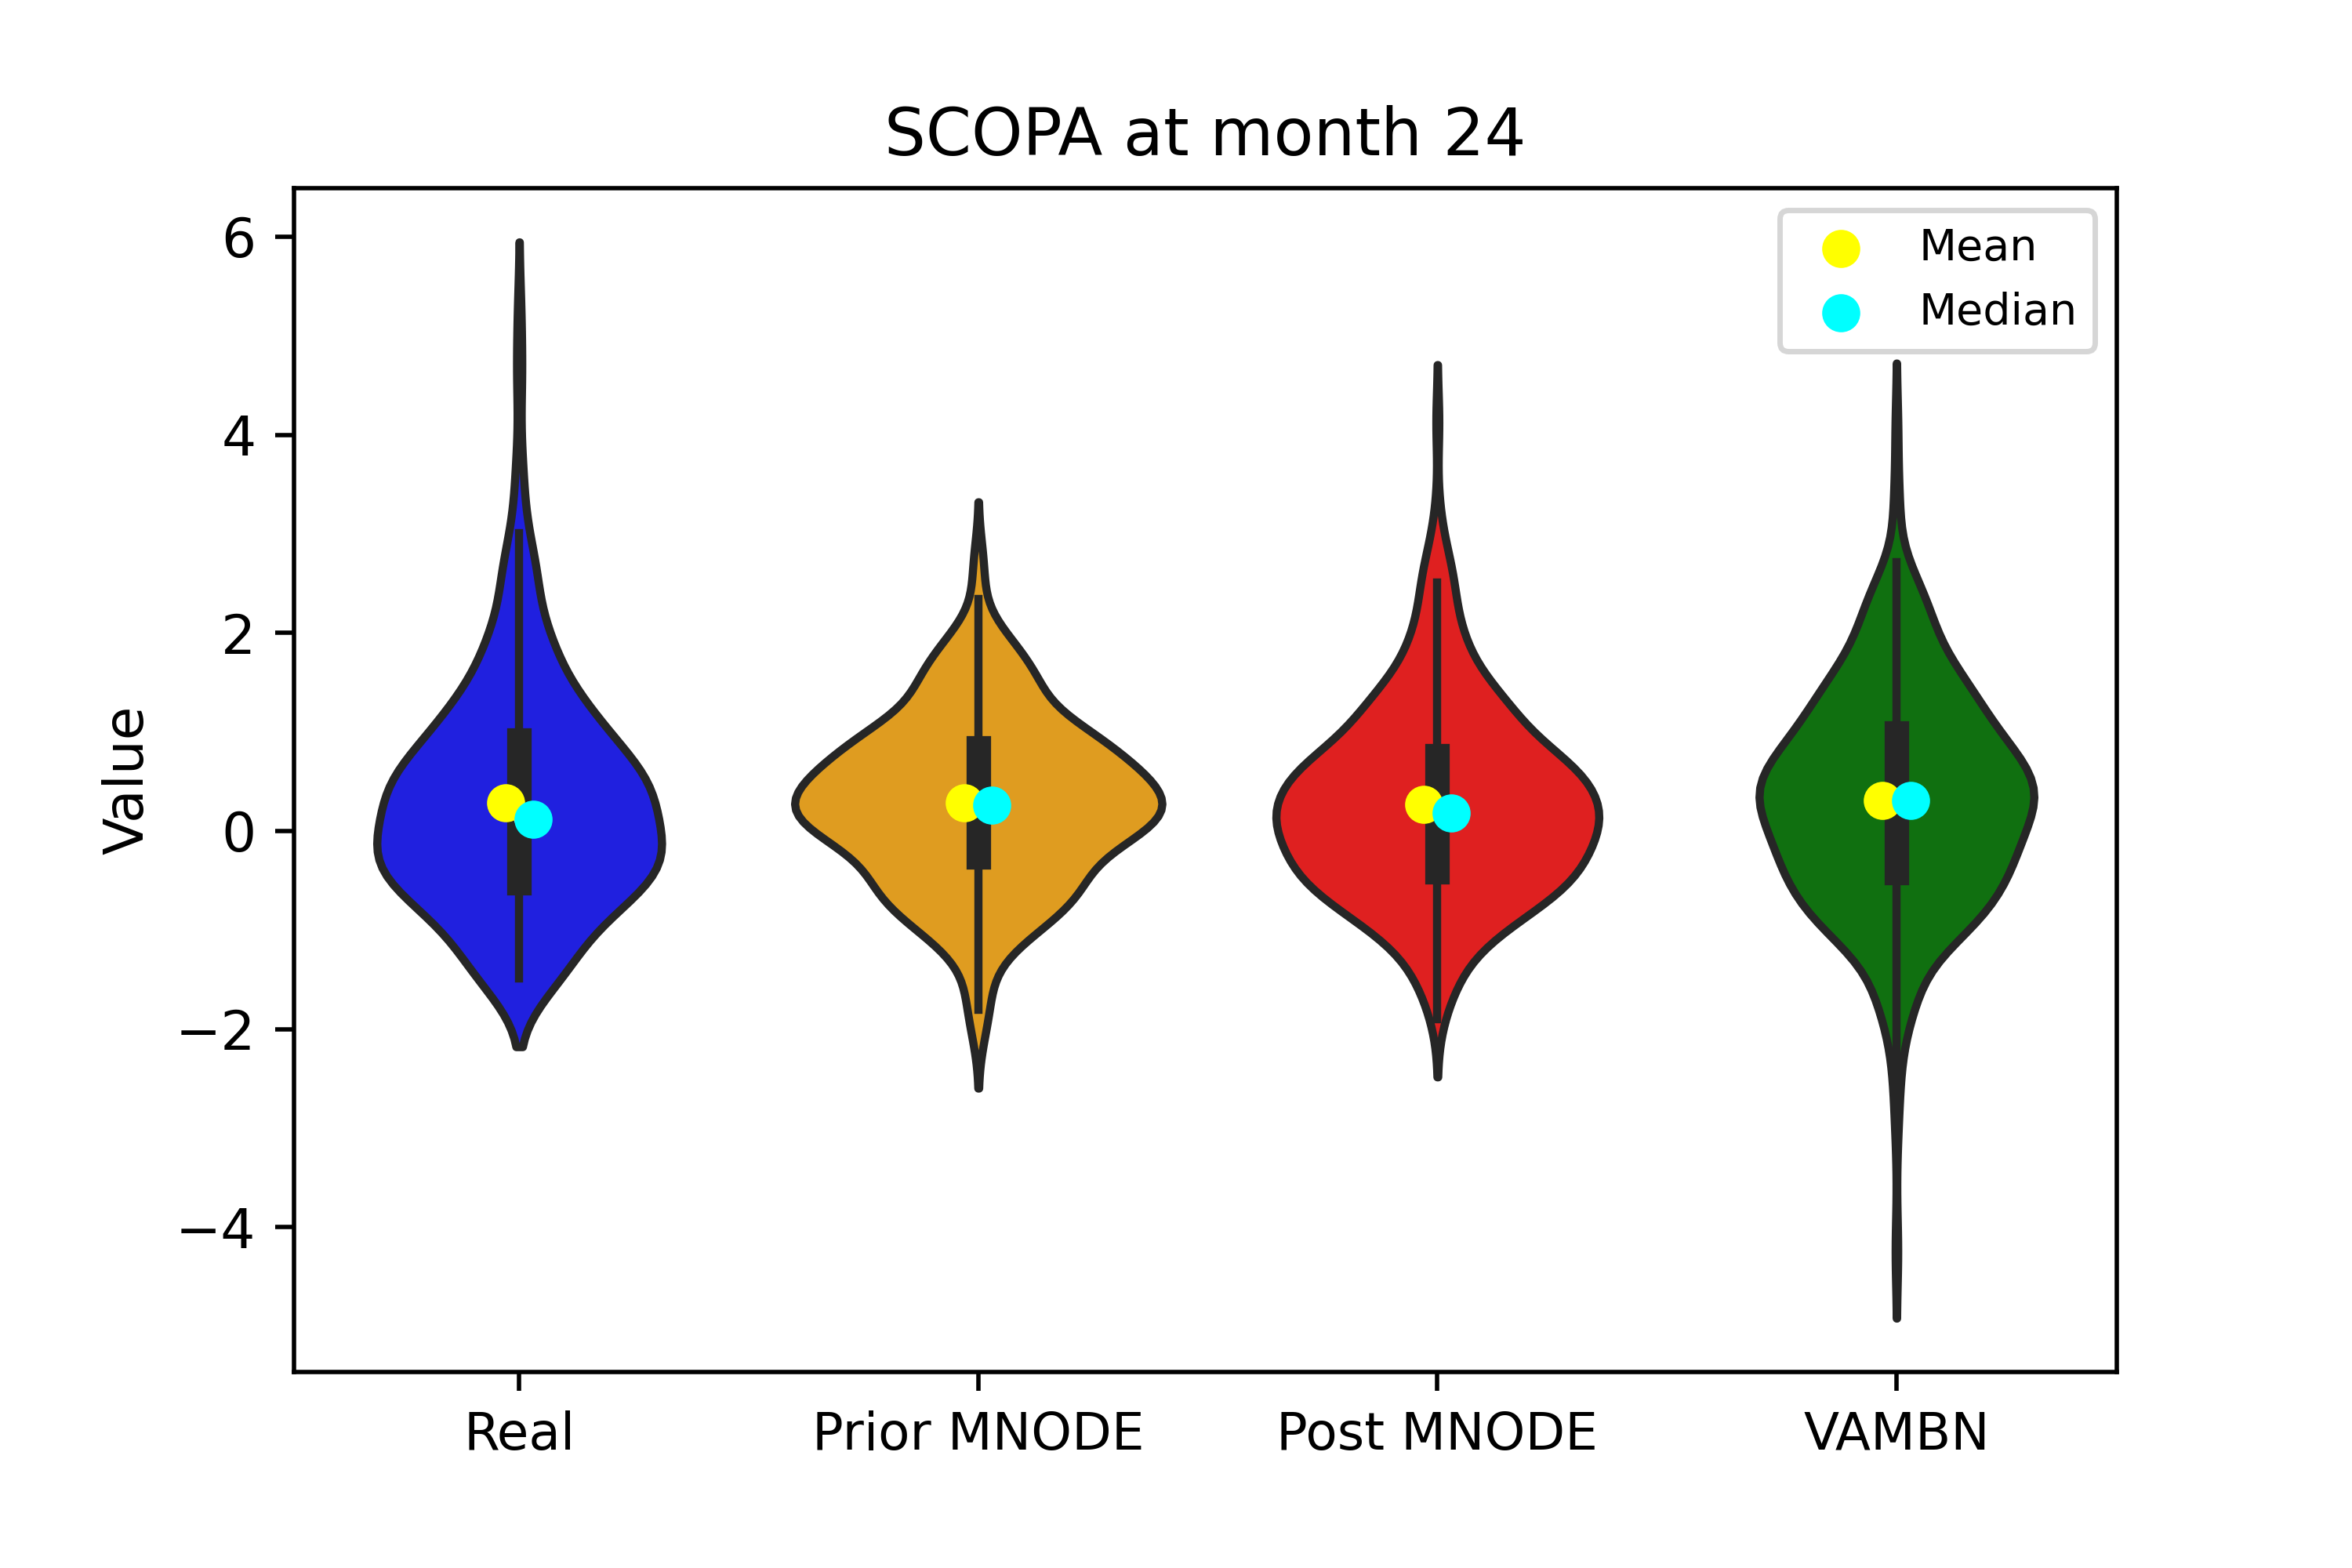 SCOPA at month 24
Mean
Median
Value
6
4
2
0
−2
−4
Real
Prior MNODE
Post MNODE
VAMBN